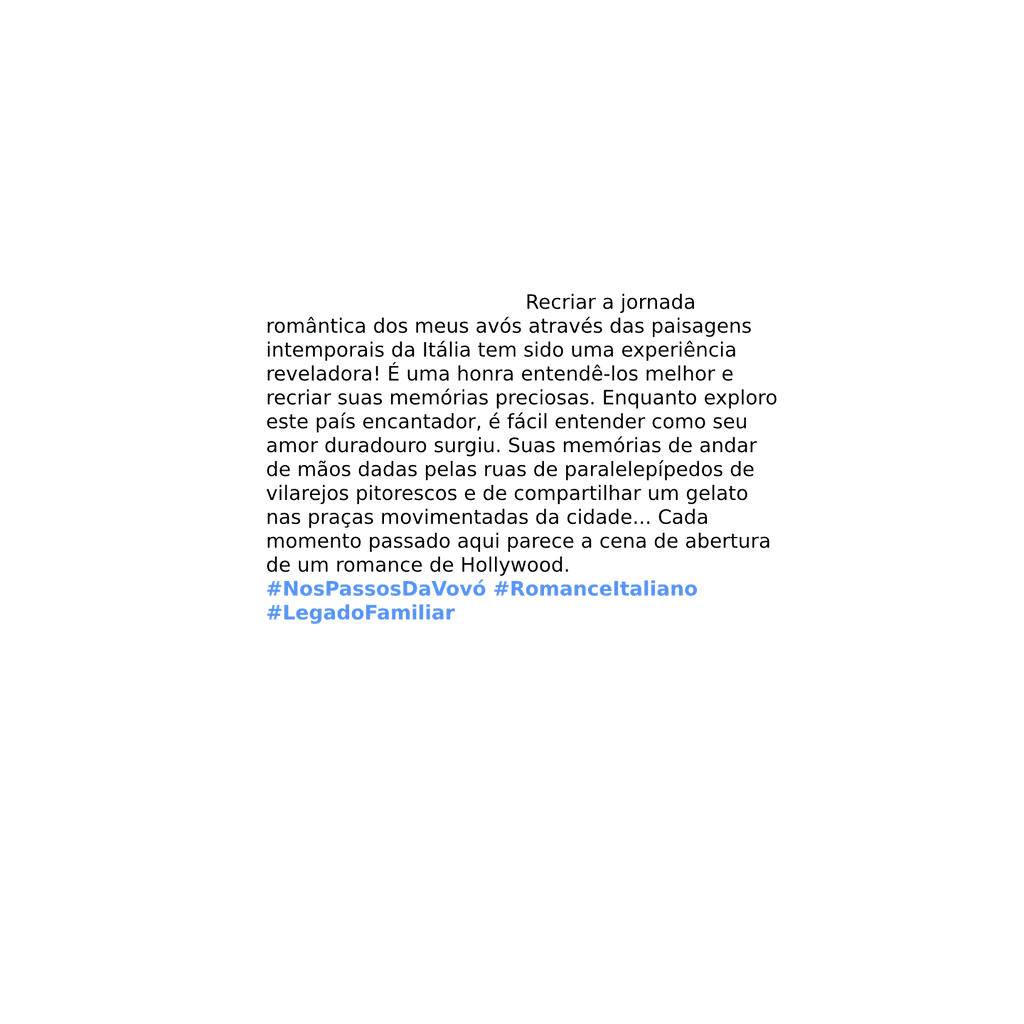 Recriar a jornada
romântica dos meus avós através das paisagens
intemporais da Itália tem sido uma experiência
reveladora! É uma honra entendê-los melhor e
recriar suas memórias preciosas. Enquanto exploro
este país encantador, é fácil entender como seu
amor duradouro surgiu. Suas memórias de andar
de mãos dadas pelas ruas de paralelepípedos de
vilarejos pitorescos e de compartilhar um gelato
nas praças movimentadas da cidade... Cada
momento passado aqui parece a cena de abertura
de um romance de Hollywood.
#NosPassosDaVovó #RomanceItaliano
#LegadoFamiliar